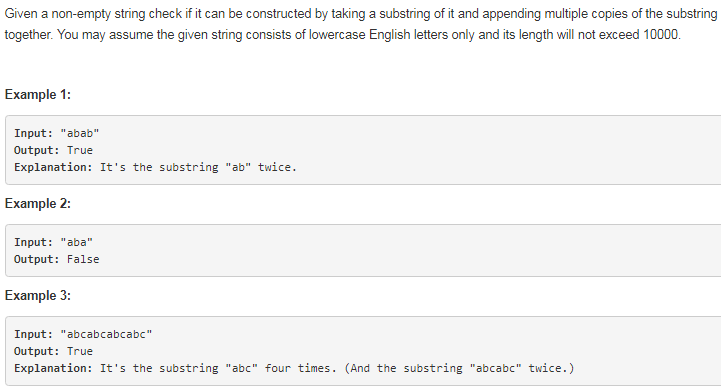 Given a non-empty string check if it can be constructed by taking a substring of it and appending multiple copies of the substring
together. You may assume the given string consists of lowercase English letters only and its length will not exceed 10000.
Example 1:
Input: "abab"
Output: True
Explanation: It's the substring "ab" twice.
Example 2:
Input: "aba"
Output: False
Example 3:
Input: "abcabcabcabc"
Output: True
Explanation: It's the substring "abc" four times. (And the substring "abcabc" twice.)